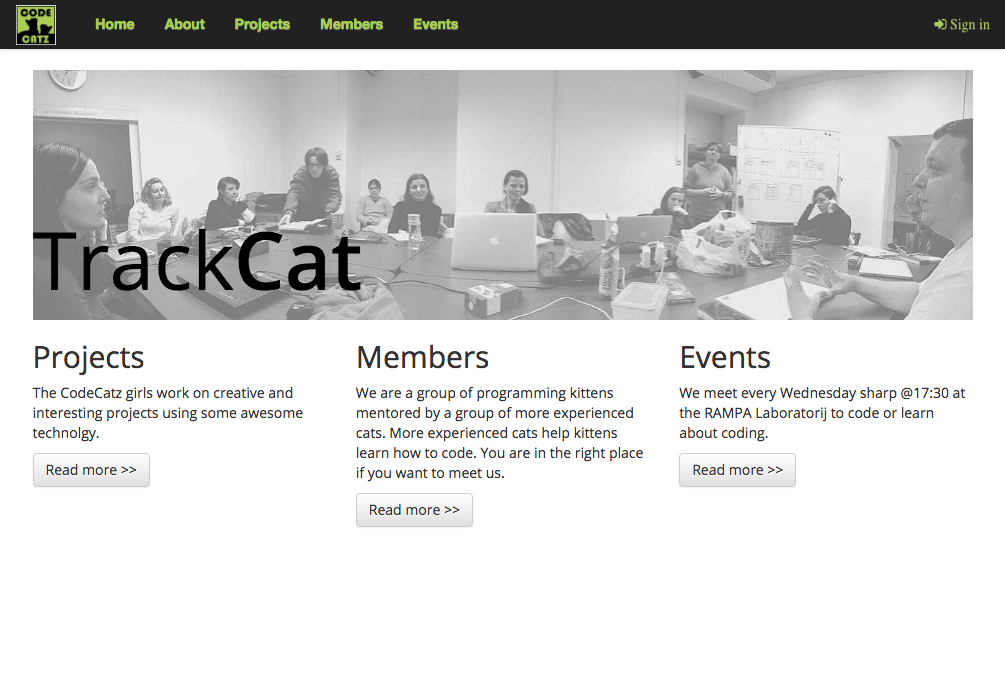 CODE
CATZ
Home About Projects Members Events Sign in
TrackCat
Projects
The CodeCatz girls work on creative and
interesting projects using some awesome
technolgy.
Read more >>
Members
We are a group of programming kittens
mentored by a group of more experienced
cats. More experienced cats help kittens
learn how to code. You are in the right place
if you want to meet us.
Read more >>
Events
We meet every Wednesday sharp @17:30 at
the RAMPA Laboratorij to code or learn
about coding.
Read more >>